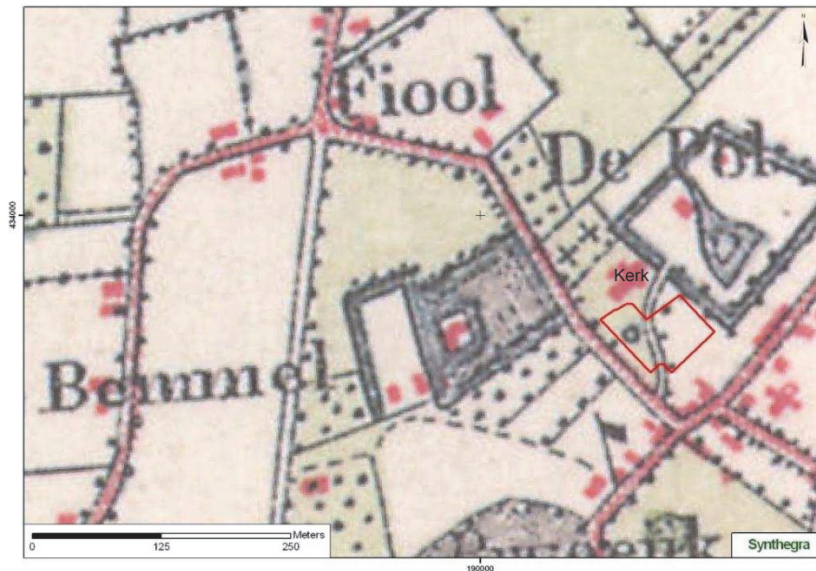 N
Fiool
De Pol
434000
Kerk
Bemmel
Meters
0 125 250
Synthegra
190000